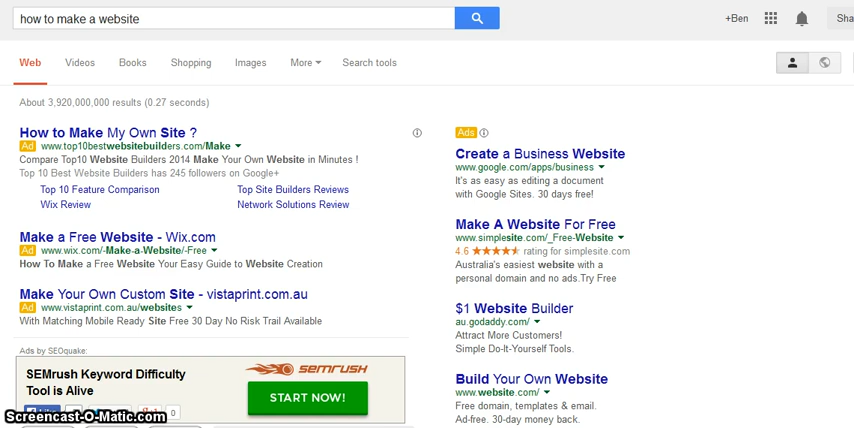 how to make a website
+Ben
Sha
Web Videos Books Shopping Images More Search tools
About 3,920,000,000 results (0.27 seconds)
How to Make My Own Site ?
Ad www.top10bestwebsitebuilders.com/Make
Compare Top10 Website Builders 2014 Make Your Own Website in Minutes !
Top 10 Best Website Builders has 245 followers on Google+
Top 10 Feature Comparison Top Site Builders Reviews
Wix Review Network Solutions Review
Make a Free Website - Wix.com
Ad www.wix.com/-Make-a-Website/-Free
How To Make a Free Website Your Easy Guide to Website Creation
Make Your Own Custom Site - vistaprint.com.au
Ad www.vistaprint.com.au/websites
With Matching Mobile Ready Site Free 30 Day No Risk Trail Available
Ads by SEOquake:
SEMrush Keyword Difficulty
Tool is Alive
SEMRUSH
START NOW!
0
Screencast-O-Matic.com
Ads
Create a Business Website
www.google.com/apps/business
It's as easy as editing a document
with Google Sites. 30 days free!
Make A Website For Free
www.simplesite.com/_Free-Website
4.6 rating for simplesite.com
Australia's easiest website with a
personal domain and no ads.Try Free
$1 Website Builder
au.godaddy.com/
Attract More Customers!
Simple Do-It-Yourself Tools.
Build Your Own Website
www.website.com/
Free domain, templates & email.
Ad-free. 30-day money back.